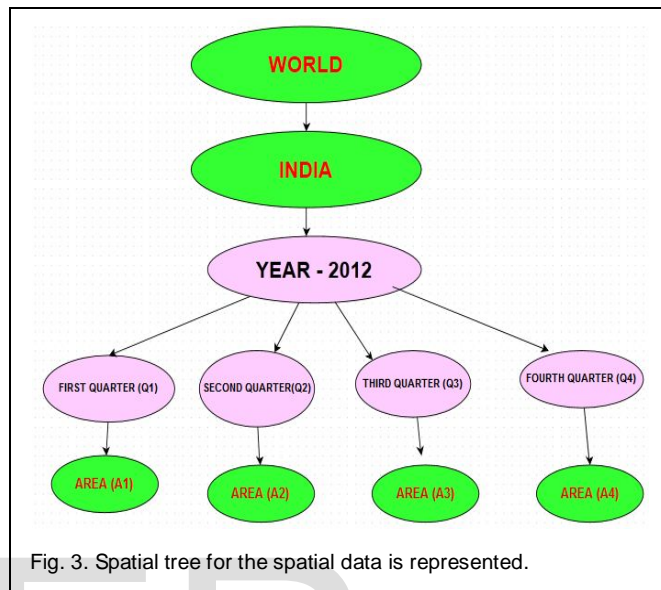 WORLD
INDIA
YEAR - 2012
FIRST QUARTER (Q1)
SECOND QUARTER(Q2)
THIRD QUARTER (Q3)
FOURTH QUARTER (Q4)
AREA (A1)
AREA (A2)
AREA (A3)
AREA (A4)
Fig. 3. Spatial tree for the spatial data is represented.